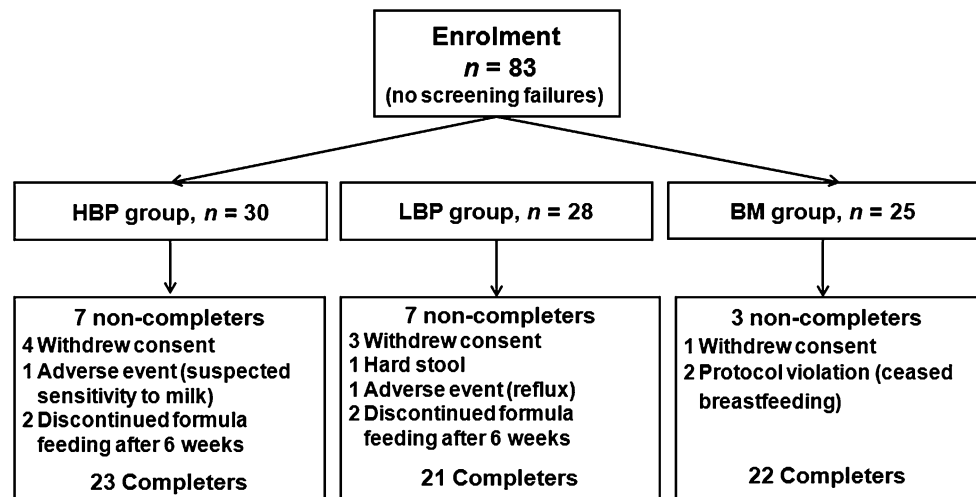 Enrolment
n = 83
(no screening failures)
HBP group, n = 30
LBP group, n = 28
BM group, n = 25
7 non-completers
4 Withdrew consent
1 Adverse event (suspected
sensitivity to milk)
2 Discontinued formula
feeding after 6 weeks
23 Completers
7 non-completers
3 Withdrew consent
1 Hard stool
1 Adverse event (reflux)
2 Discontinued formula
feeding after 6 weeks
21 Completers
3 non-completers
1 Withdrew consent
2 Protocol violation (ceased
breastfeeding)
22 Completers